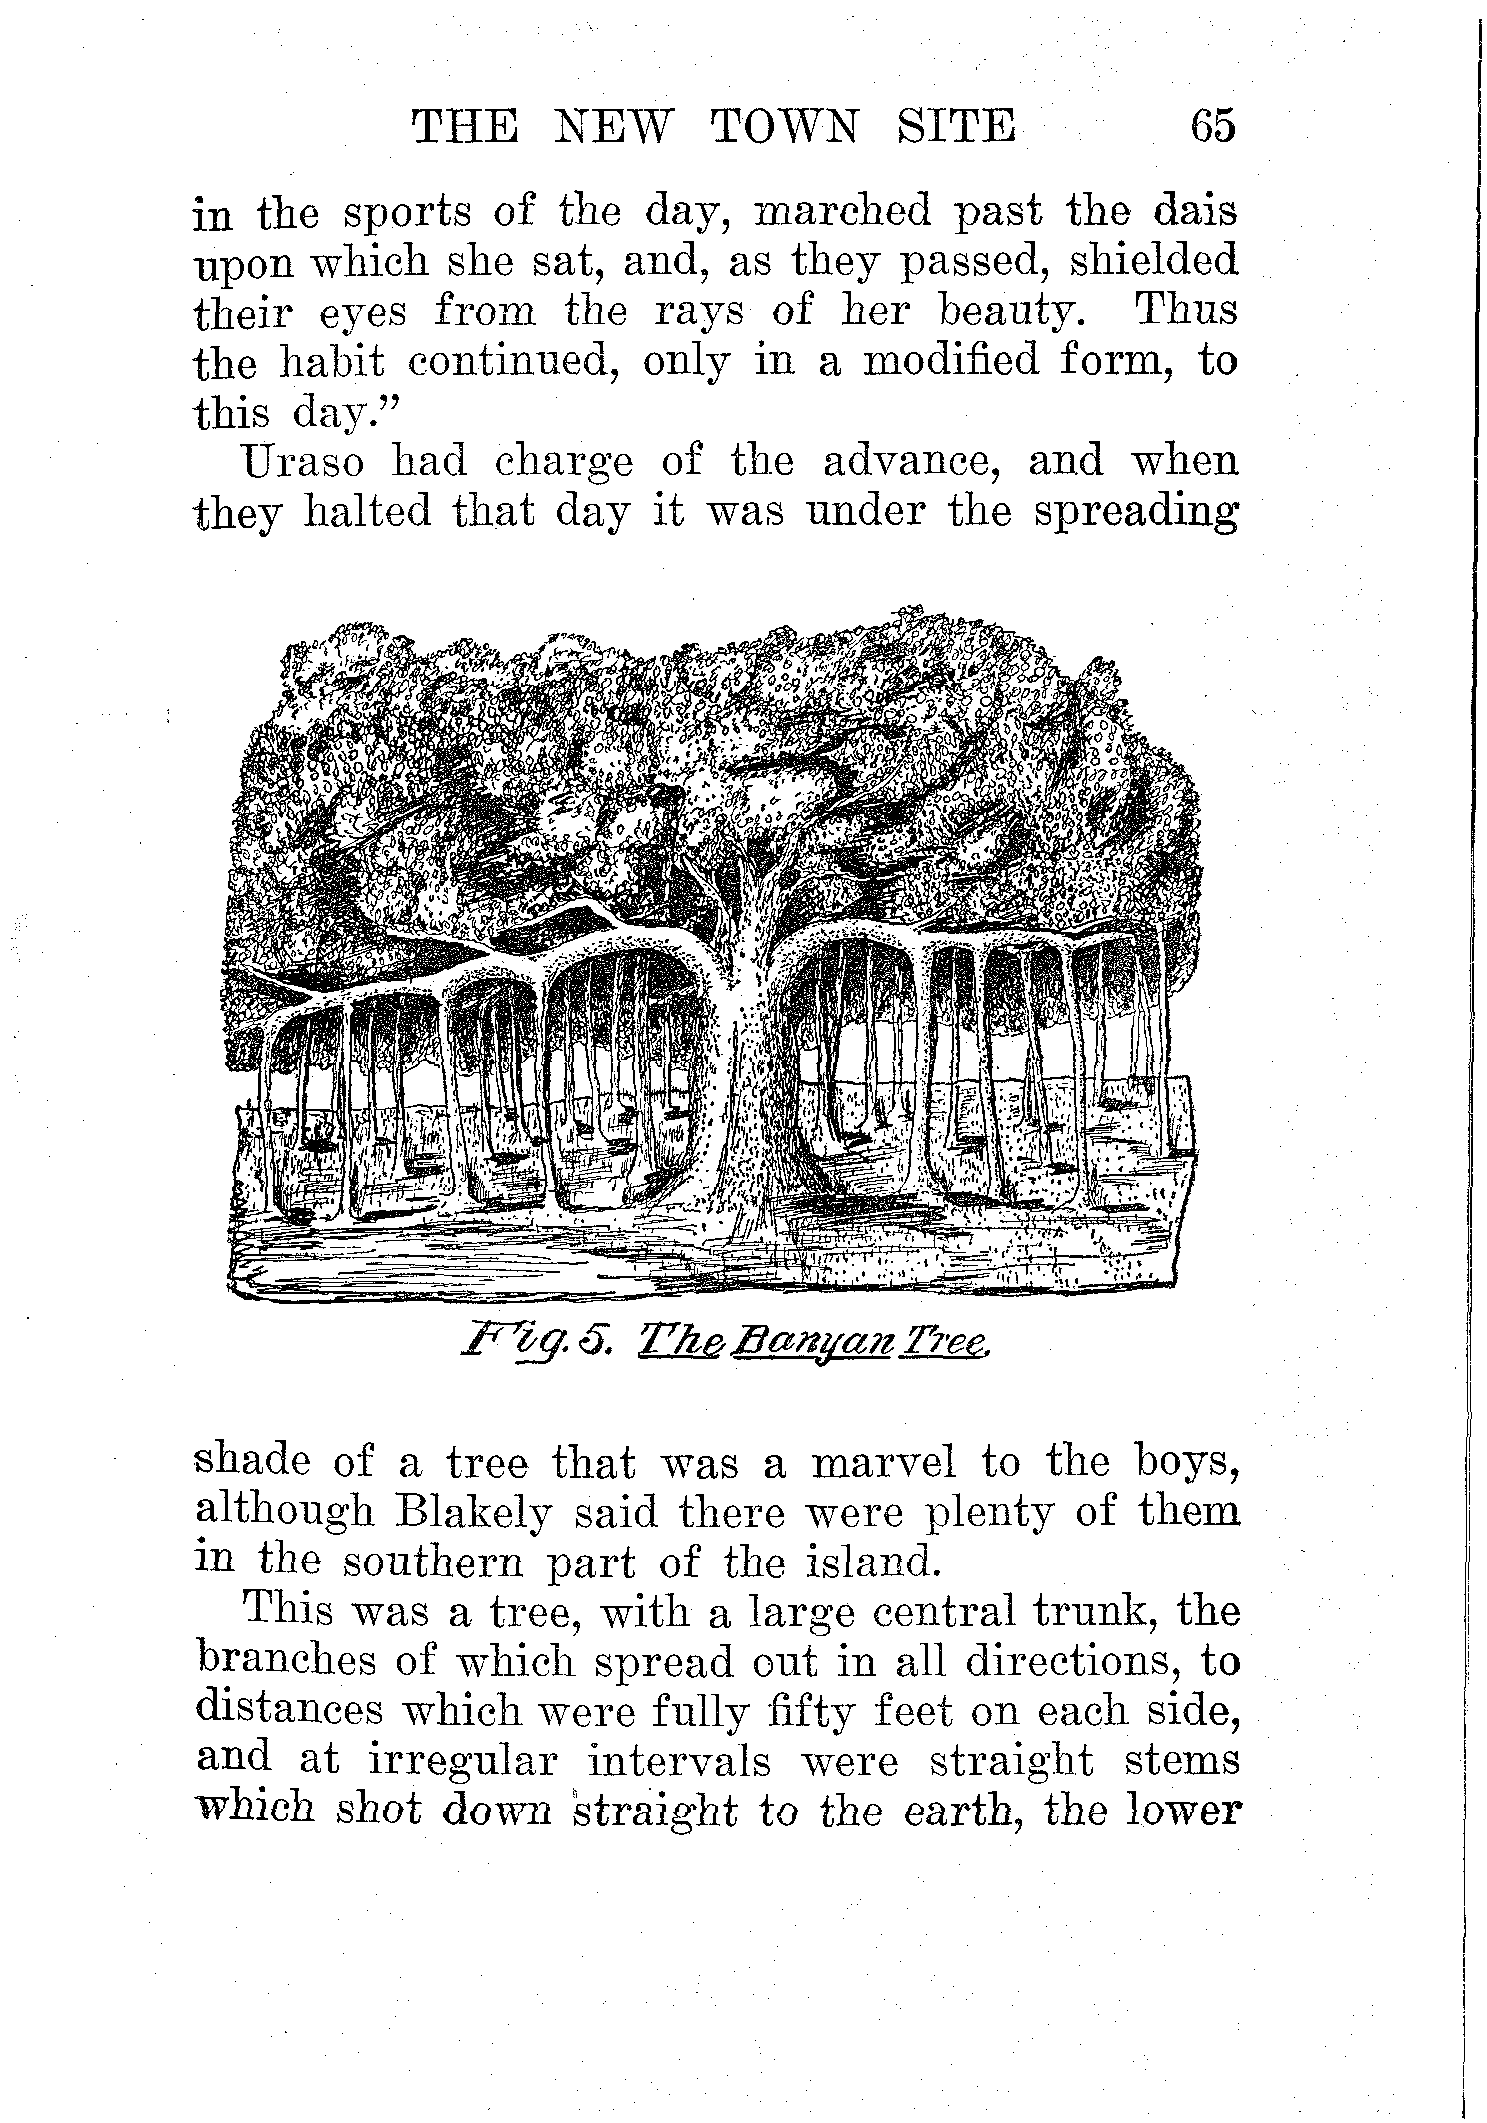 THE NEW TOWN SITE 65
in the sports of the day, marched past the dais
upon which she sat, and, as they passed, shielded
their eyes from the rays of her beauty. Thus
the habit continued, only in a modified form, to
this day.”
Uraso had charge of the advance, and when
they halted that day it was under the spreading
Fig. 5. The Banyan Tree.
shade of a tree that was a marvel to the boys,
although Blakely said there were plenty of them
in the southern part of the island.
This was a tree, with a large central trunk, the
branches of which spread out in all directions, to
distances which were fully fifty feet on each side,
and at irregular intervals were straight stems
which shot down straight to the earth, the lower